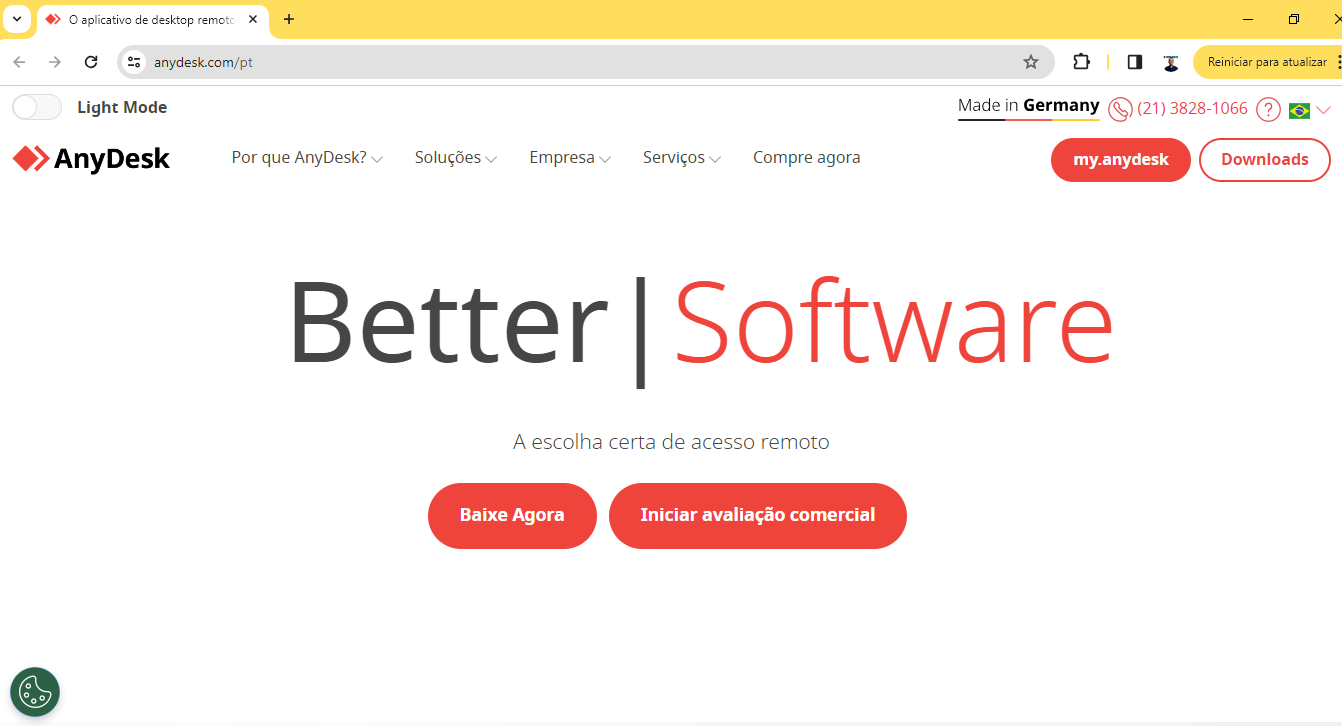 O aplicativo de desktop remoto
anydesk.com/pt
Reiniciar para atualizar
Light Mode
Made in Germany
(21) 3828-1066
?
AnyDesk
Por que AnyDesk?
Soluções
Empresa
Serviços
Compre agora
my.anydesk
Downloads
Better|Software
A escolha certa de acesso remoto
Baixe Agora
Iniciar avaliação comercial